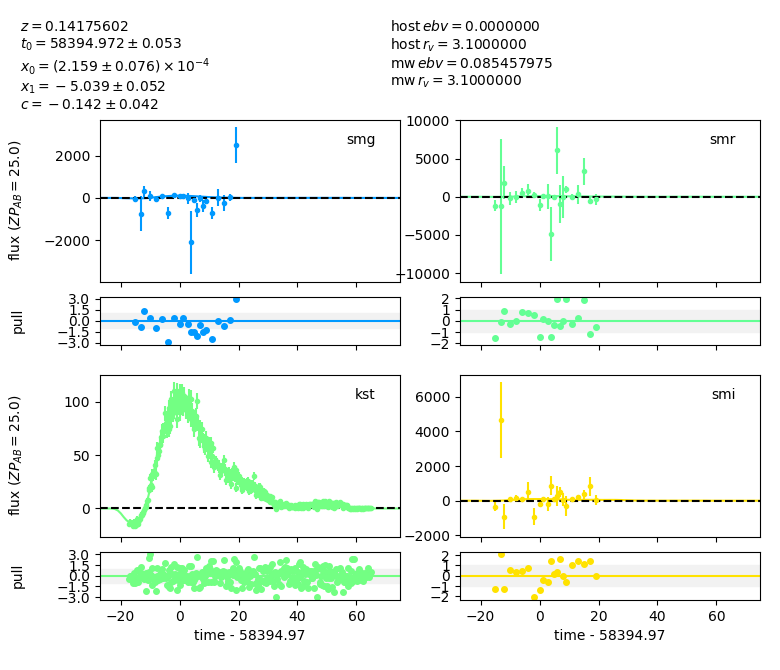 z = 0.14175602
t₀ = 58394.972 ± 0.053
x₀ = (2.159 ± 0.076) × 10⁻⁴
x₁ = − 5.039 ± 0.052
c = − 0.142 ± 0.042
host ebv = 0.0000000
host r_v = 3.1000000
mw ebv = 0.085457975
mw r_v = 3.1000000
flux (ZP_AB = 25.0)
2000
0
−2000
smg
10000
5000
0
−5000
−10000
smr
pull
3.0
1.5
0.0
−1.5
−3.0
2
1
0
−1
−2
flux (ZP_AB = 25.0)
100
50
0
kst
6000
4000
2000
0
−2000
smi
pull
3.0
1.5
0.0
−1.5
−3.0
2
1
0
−1
−2
−20 0 20 40 60
−20 0 20 40 60
time - 58394.97
time - 58394.97